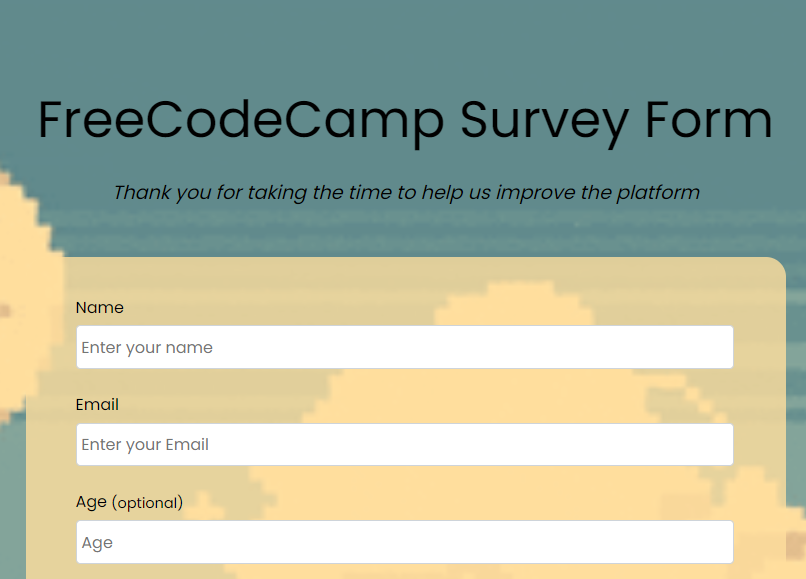 FreeCodeCamp Survey Form
Thank you for taking the time to help us improve the platform
Name
Enter your name
Email
Enter your Email
Age (optional)
Age